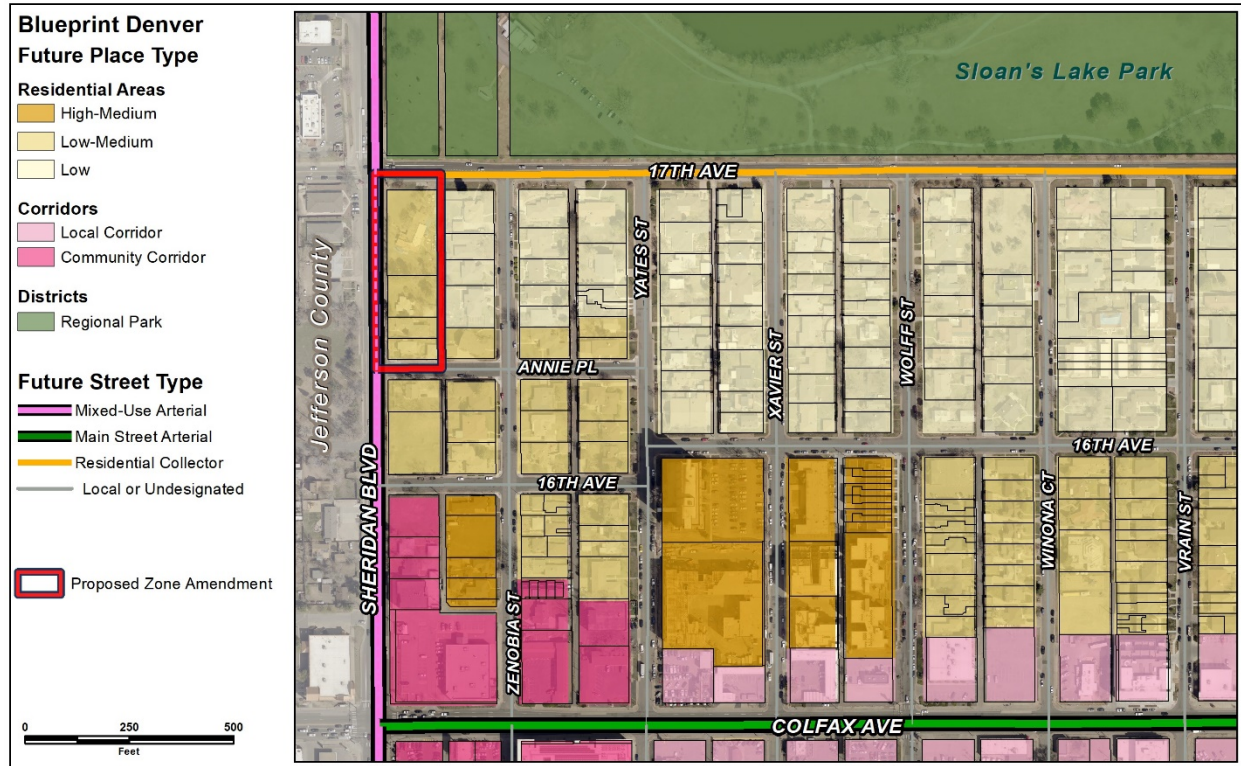 Blueprint Denver
Future Place Type
Residential Areas
High-Medium
Low-Medium
Low
Corridors
Local Corridor
Community Corridor
Districts
Regional Park
Future Street Type
Mixed-Use Arterial
Main Street Arterial
Residential Collector
Local or Undesignated
Proposed Zone Amendment
0 250 500
Feet
Sloan's Lake Park
17TH AVE
Jefferson County
YATES ST
XAVIER ST
WOLFF ST
ANNIE PL
16TH AVE
16TH AVE
SHERIDAN BLVD
ZENOBIA ST
WINONA CT
VRAIN ST
COLFAX AVE